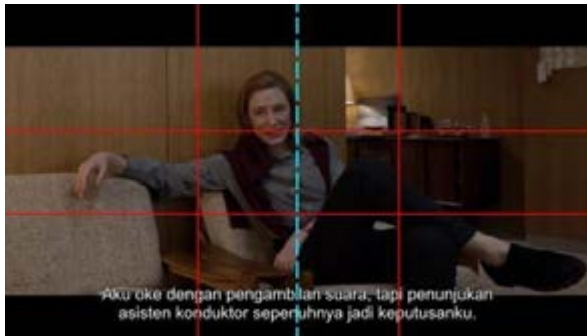 Aku oke dengan pengambilan suara, tapi penunjukan
asisten konduktor sepenuhnya jadi keputusanku.